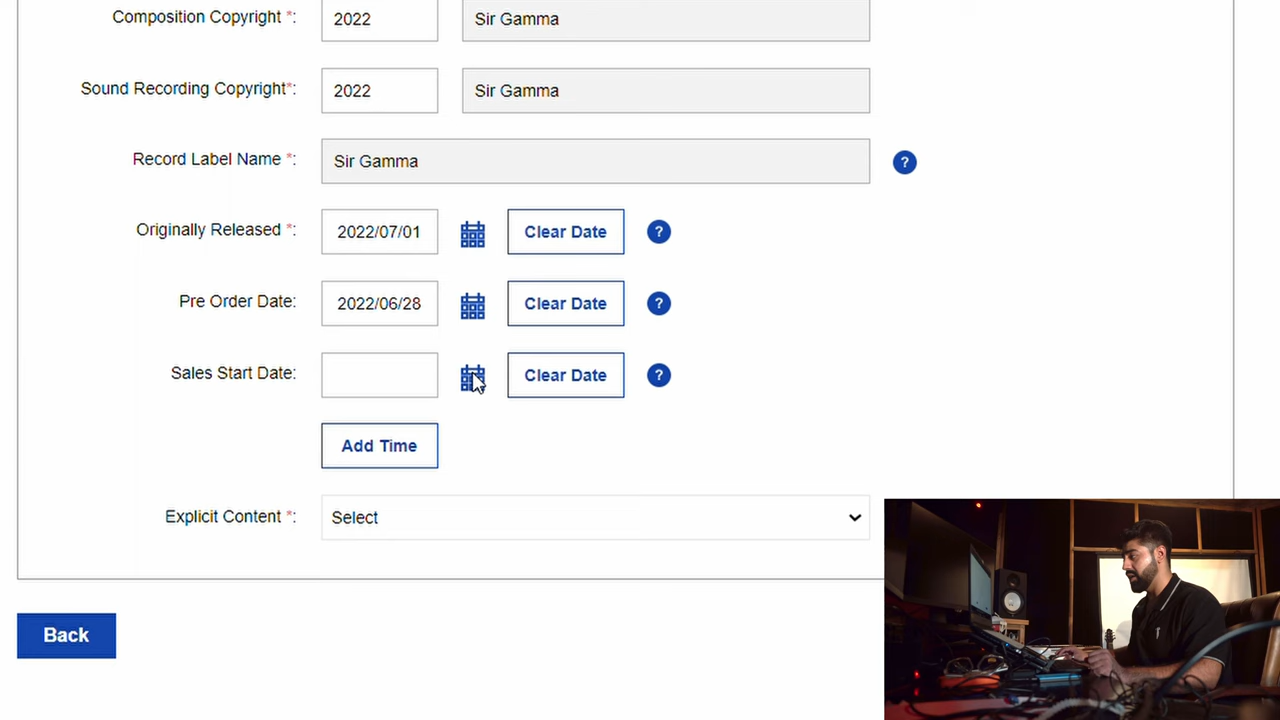 Composition Copyright *: 2022 Sir Gamma
Sound Recording Copyright*: 2022 Sir Gamma
Record Label Name *: Sir Gamma ?
Originally Released *: 2022/07/01 Clear Date ?
Pre Order Date: 2022/06/28 Clear Date ?
Sales Start Date: Clear Date ?
Add Time
Explicit Content *: Select
Back